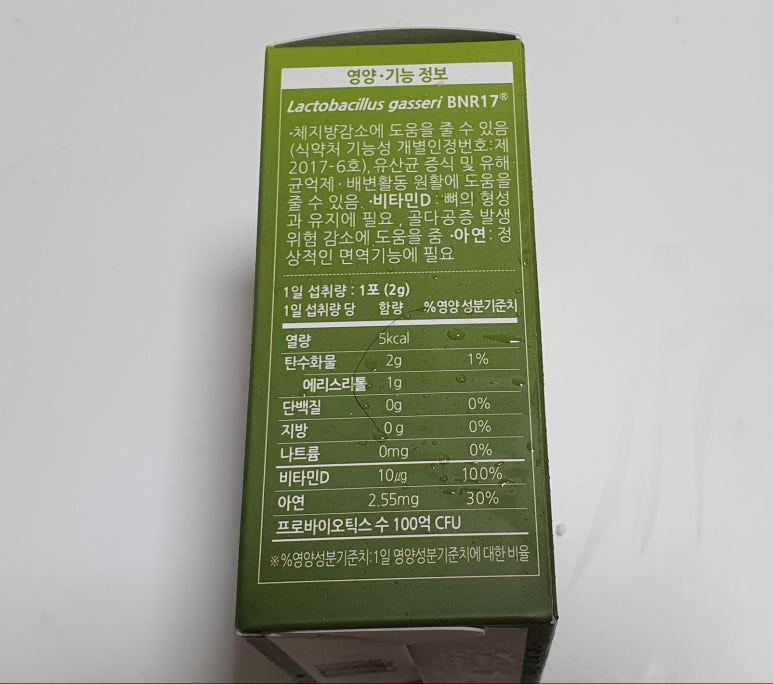 영양·기능 정보
Lactobacillus gasseri BNR17®
·체지방감소에 도움을 줄 수 있음
(식약처 기능성 개별인정번호:제
2017-6호), 유산균 증식 및 유해
균억제·배변활동 원활에 도움을
줄 수 있음. ·비타민D : 뼈의 형성
과 유지에 필요, 골다공증 발생
위험 감소에 도움을 줌 ·아연: 정
상적인 면역기능에 필요
1일 섭취량 : 1포 (2g)
1일 섭취량 당 함량 %영양성분기준치
열량 5kcal
탄수화물 2g 1%
에리스리톨 1g
단백질 0g 0%
지방 0g 0%
나트륨 0mg 0%
비타민D 10㎍ 100%
아연 2.55mg 30%
프로바이오틱스 수 100억 CFU
※%영양성분기준치:1일 영양성분기준치에 대한 비율